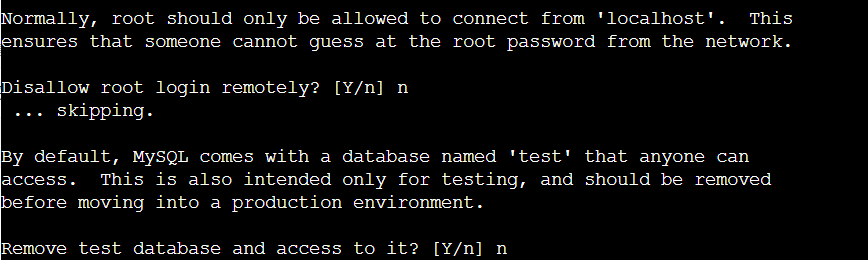 Normally, root should only be allowed to connect from 'localhost'.  This
ensures that someone cannot guess at the root password from the network.
Disallow root login remotely? [Y/n] n
 ... skipping.
By default, MySQL comes with a database named 'test' that anyone can
access.  This is also intended only for testing, and should be removed
before moving into a production environment.
Remove test database and access to it? [Y/n] n